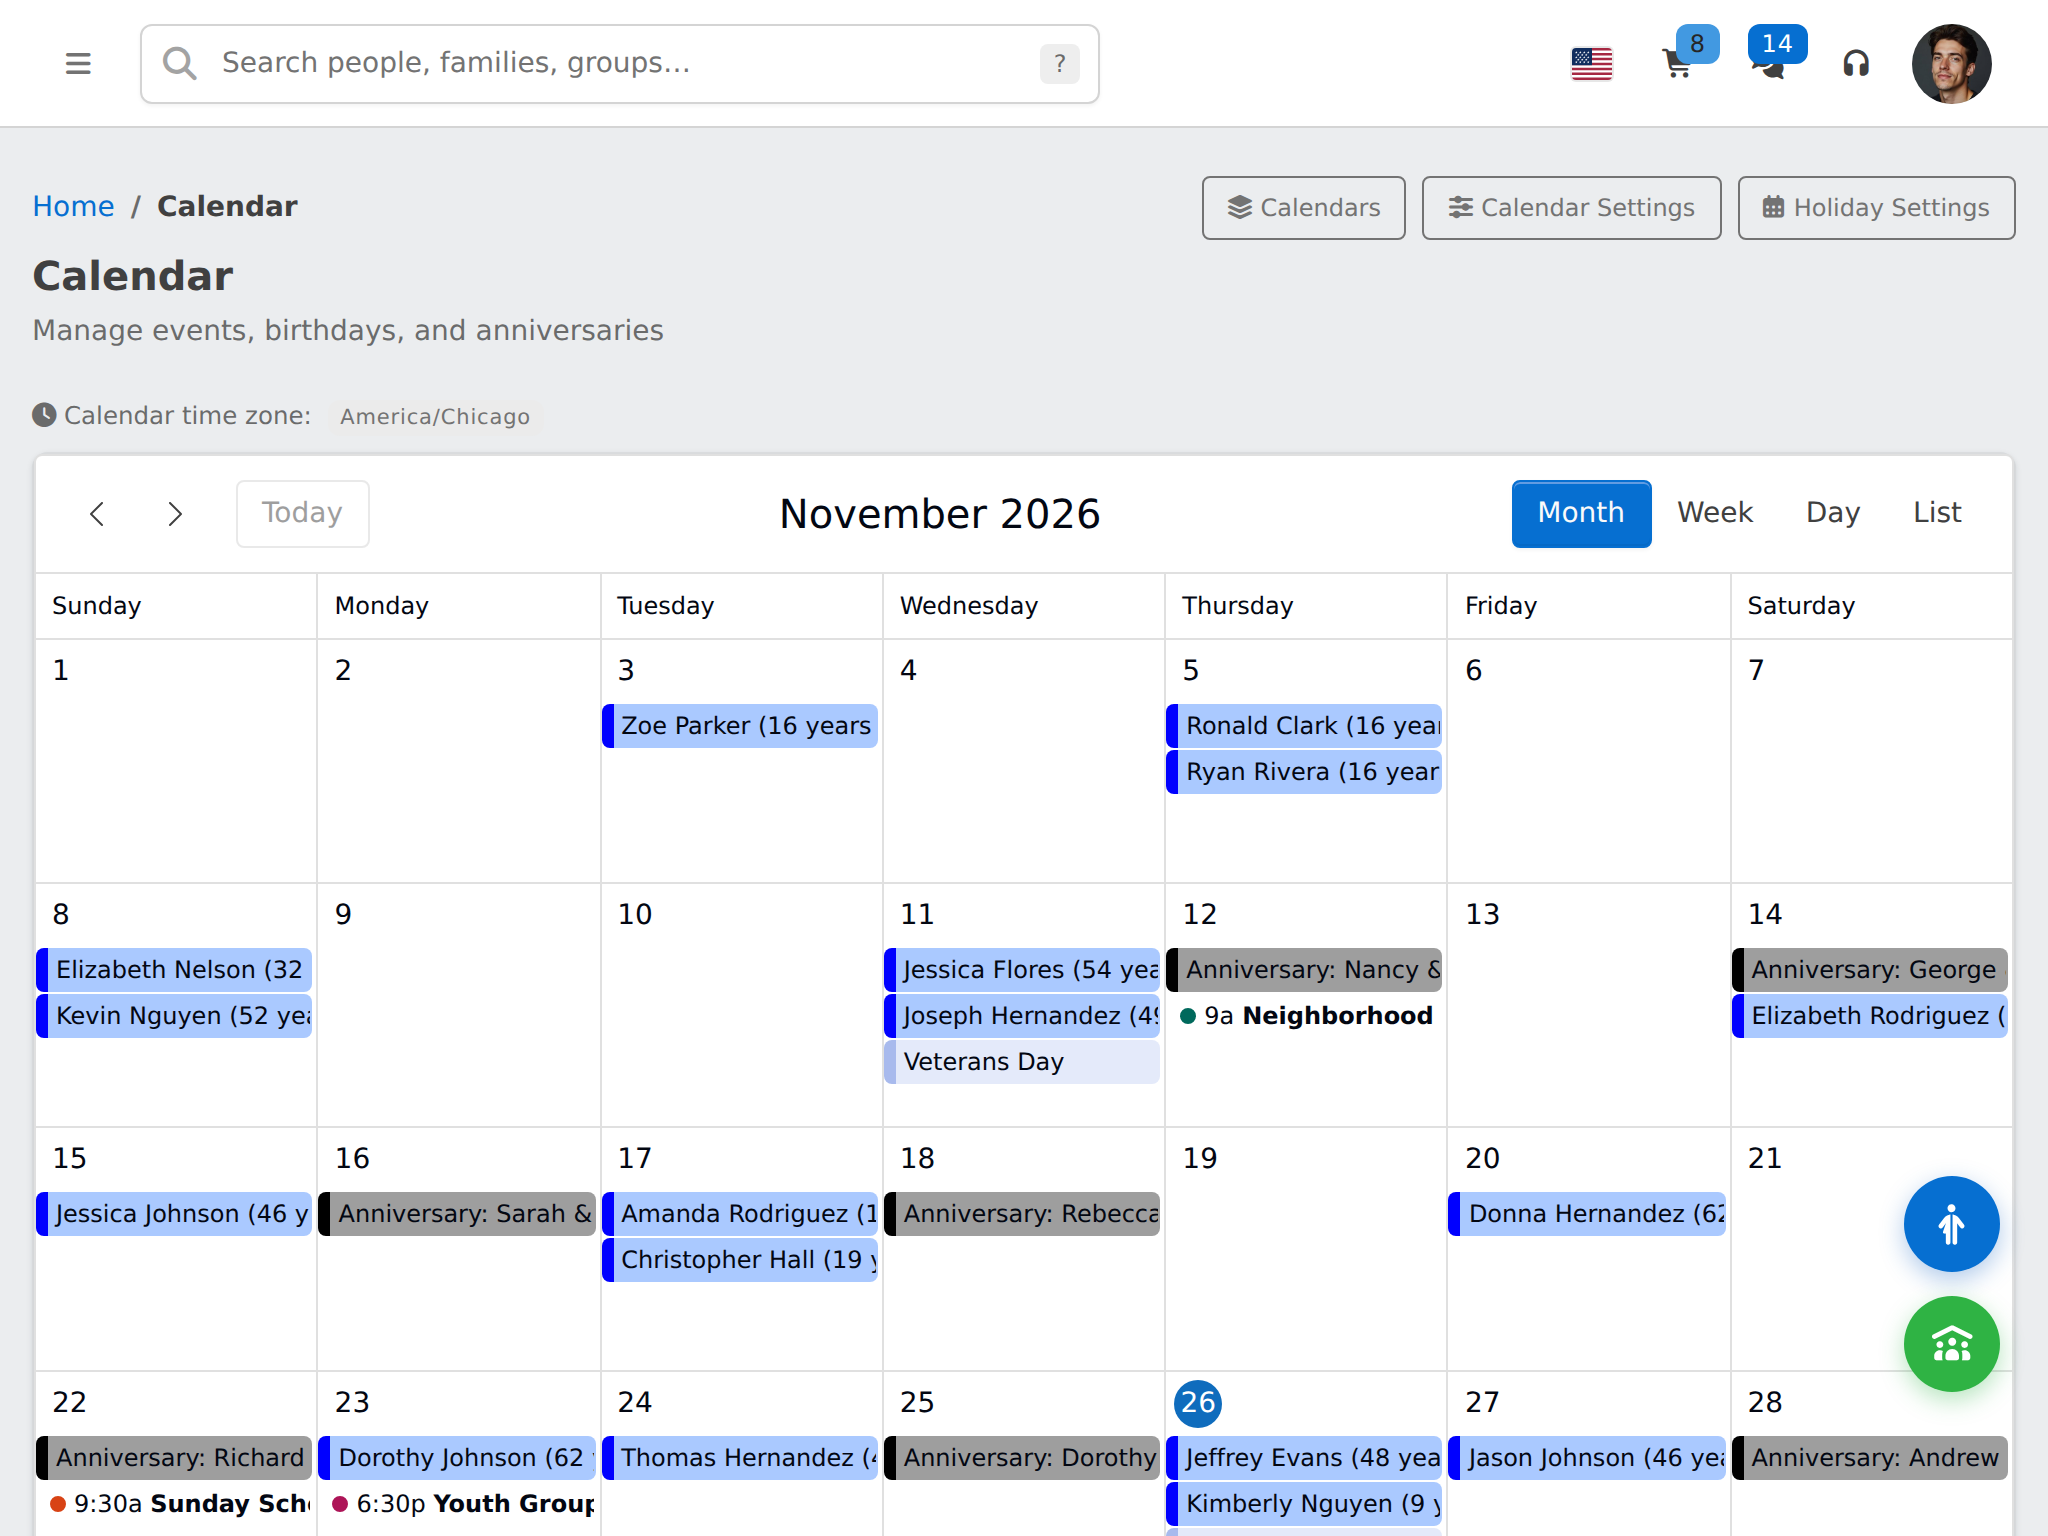 Search people, families, groups...
?
8
14
Home / Calendar
Calendars
Calendar Settings
Holiday Settings
Calendar
Manage events, birthdays, and anniversaries
Calendar time zone: America/Chicago
Today
November 2026
Month
Week
Day
List
Sunday
Monday
Tuesday
Wednesday
Thursday
Friday
Saturday
1
2
3
Zoe Parker (16 years
4
5
Ronald Clark (16 year
Ryan Rivera (16 year
6
7
8
Elizabeth Nelson (32
Kevin Nguyen (52 yea
9
10
11
Jessica Flores (54 yea
Joseph Hernandez (49
Veterans Day
12
Anniversary: Nancy &
9a Neighborhood
13
14
Anniversary: George
Elizabeth Rodriguez (
15
Jessica Johnson (46 y
16
Anniversary: Sarah &
17
Amanda Rodriguez (1
Christopher Hall (19 y
18
Anniversary: Rebecca
19
20
Donna Hernandez (62
21
22
Anniversary: Richard
9:30a Sunday Scho
23
Dorothy Johnson (62
6:30p Youth Group
24
Thomas Hernandez (4
25
Anniversary: Dorothy
26
Jeffrey Evans (48 yea
Kimberly Nguyen (9 y
27
Jason Johnson (46 yea
28
Anniversary: Andrew